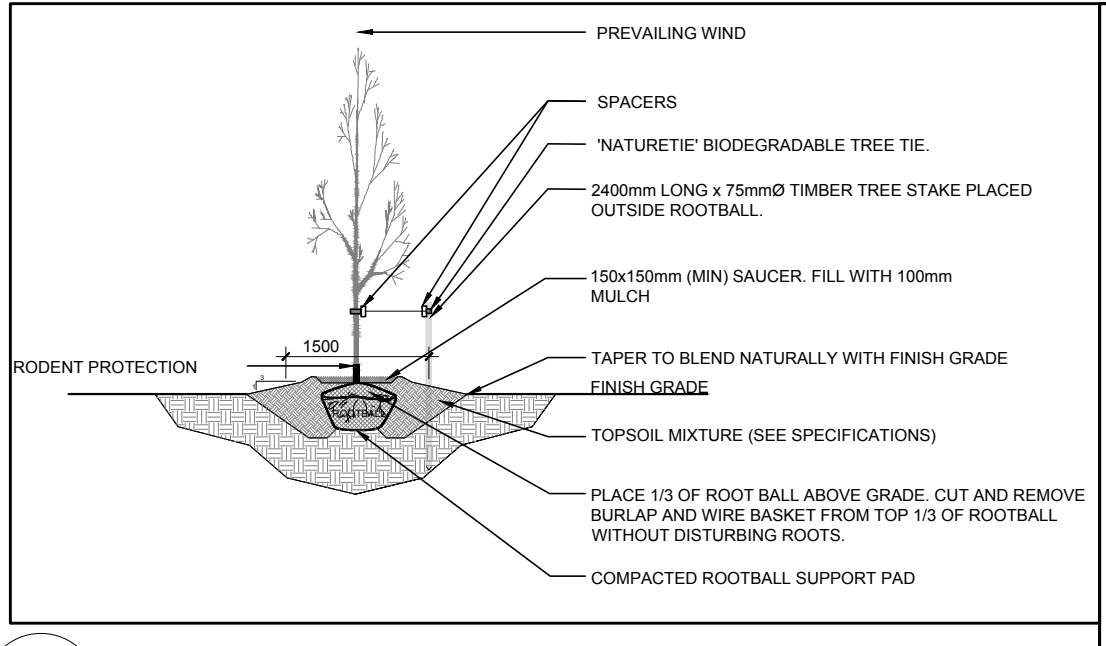 PREVAILING WIND
SPACERS
'NATURETIE' BIODEGRADABLE TREE TIE.
2400mm LONG x 75mmØ TIMBER TREE STAKE PLACED
OUTSIDE ROOTBALL.
150x150mm (MIN) SAUCER. FILL WITH 100mm
MULCH
1500
RODENT PROTECTION
3
1
TAPER TO BLEND NATURALLY WITH FINISH GRADE
FINISH GRADE
ROOTBALL
TOPSOIL MIXTURE (SEE SPECIFICATIONS)
PLACE 1/3 OF ROOT BALL ABOVE GRADE. CUT AND REMOVE
BURLAP AND WIRE BASKET FROM TOP 1/3 OF ROOTBALL
WITHOUT DISTURBING ROOTS.
COMPACTED ROOTBALL SUPPORT PAD